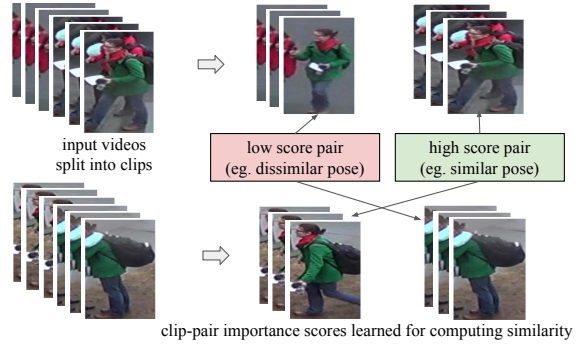 input videos
split into clips
low score pair
(eg. dissimilar pose)
high score pair
(eg. similar pose)
clip-pair importance scores learned for computing similarity